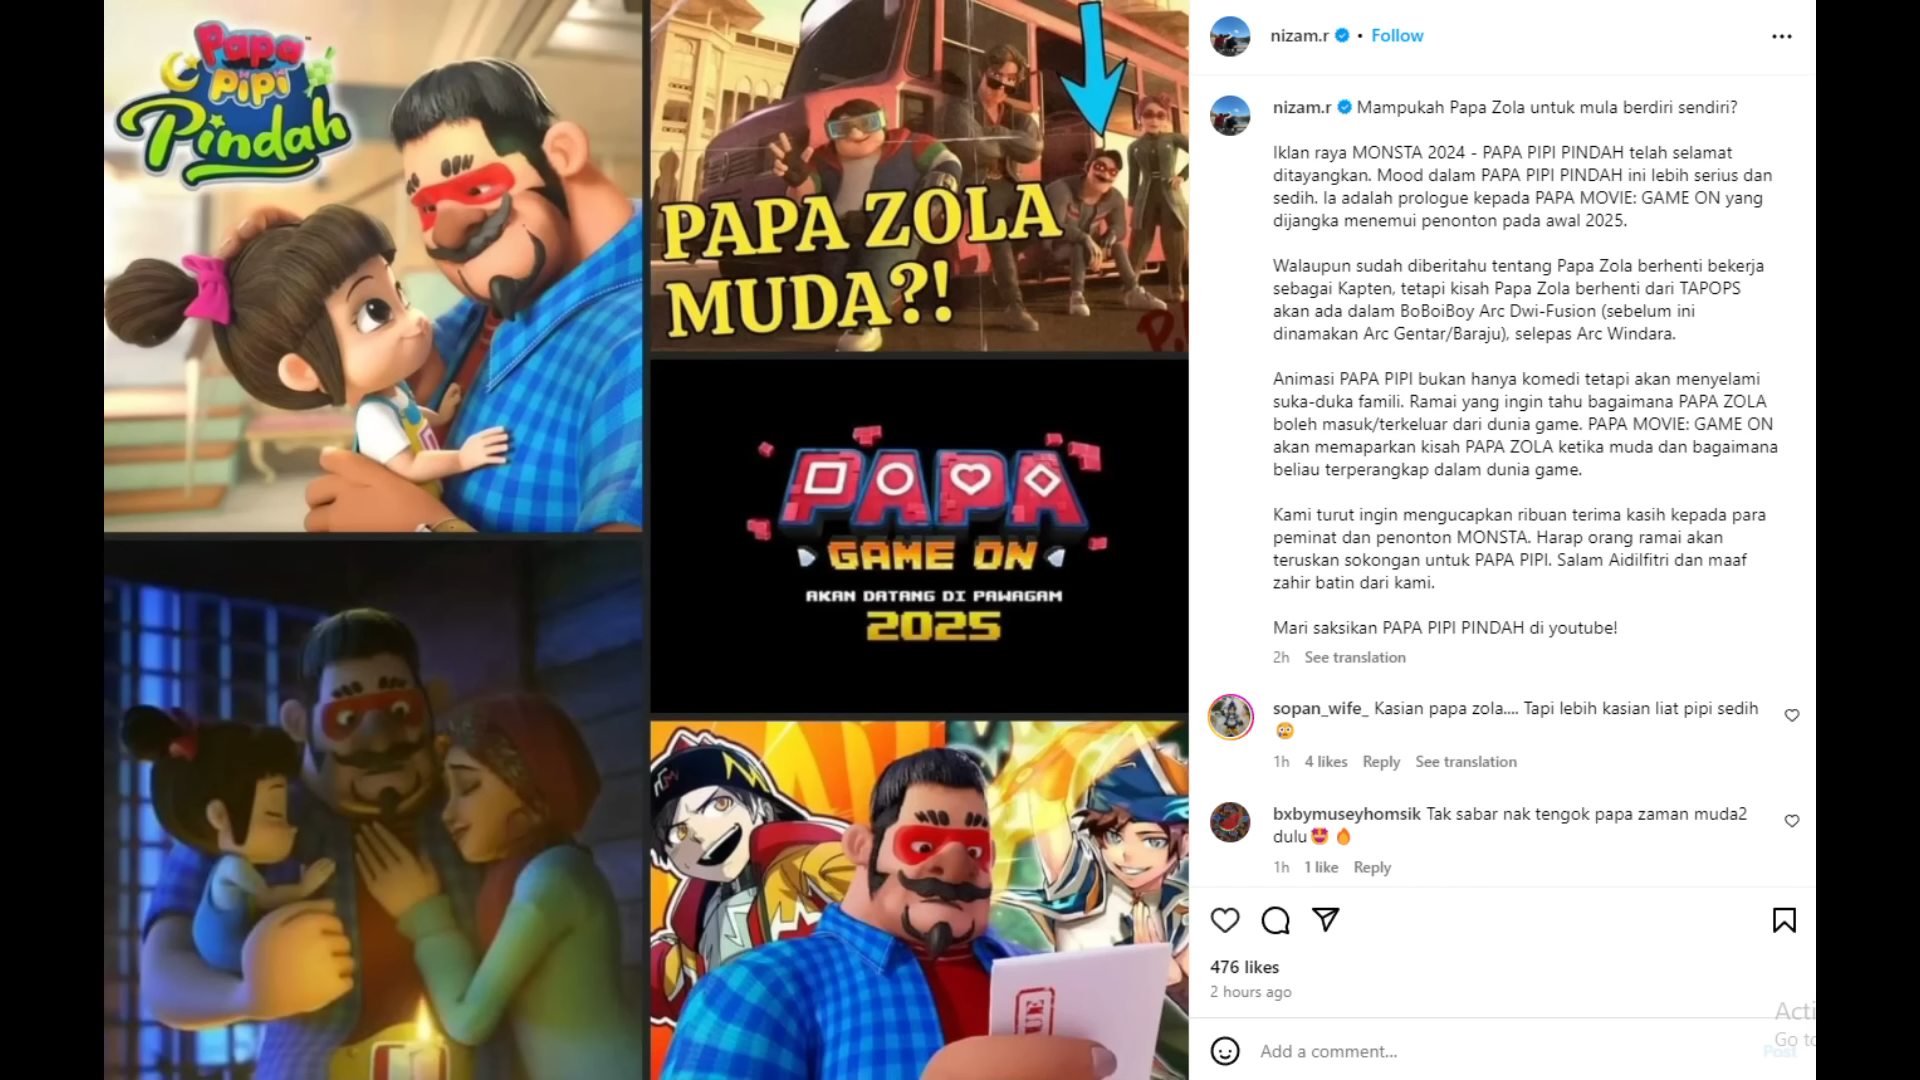 Papa
PiPi
Pindah
PAPA ZOLA
MUDA?!
PAPA
GAME ON
AKAN DATANG DI PAWAGAM
2025
nizam.r • Follow
nizam.r Mampukah Papa Zola untuk mula berdiri sendiri?
Iklan raya MONSTA 2024 - PAPA PIPI PINDAH telah selamat
ditayangkan. Mood dalam PAPA PIPI PINDAH ini lebih serius dan
sedih. Ia adalah prologue kepada PAPA MOVIE: GAME ON yang
dijangka menemui penonton pada awal 2025.
Walaupun sudah diberitahu tentang Papa Zola berhenti bekerja
sebagai Kapten, tetapi kisah Papa Zola berhenti dari TAPOPS
akan ada dalam BoBoiBoy Arc Dwi-Fusion (sebelum ini
dinamakan Arc Gentar/Baraju), selepas Arc Windara.
Animasi PAPA PIPI bukan hanya komedi tetapi akan menyelami
suka-duka famili. Ramai yang ingin tahu bagaimana PAPA ZOLA
boleh masuk/terkeluar dari dunia game. PAPA MOVIE: GAME ON
akan memaparkan kisah PAPA ZOLA ketika muda dan bagaimana
beliau terperangkap dalam dunia game.
Kami turut ingin mengucapkan ribuan terima kasih kepada para
peminat dan penonton MONSTA. Harap orang ramai akan
teruskan sokongan untuk PAPA PIPI. Salam Aidilfitri dan maaf
zahir batin dari kami.
Mari saksikan PAPA PIPI PINDAH di youtube!
2h See translation
sopan_wife_ Kasian papa zola.... Tapi lebih kasian liat pipi sedih
😰
1h 4 likes Reply See translation
bxbymuseyhomsik Tak sabar nak tengok papa zaman muda2
dulu🤩 🔥
1h 1 like Reply
476 likes
2 hours ago
Add a comment...
Post
Acti
Go to